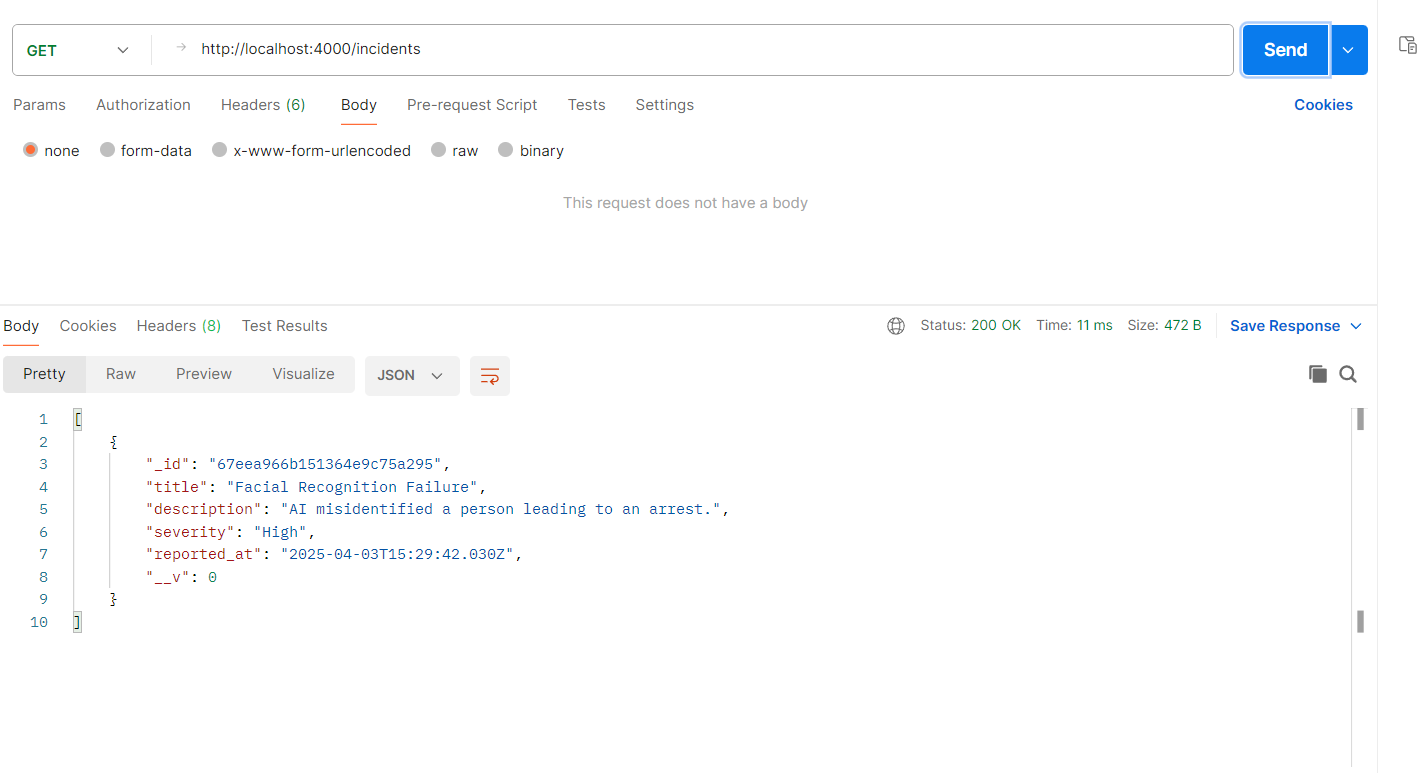 GET http://localhost:4000/incidents Send
Params Authorization Headers (6) Body Pre-request Script Tests Settings Cookies
none form-data x-www-form-urlencoded raw binary
This request does not have a body
Body Cookies Headers (8) Test Results Status: 200 OK Time: 11 ms Size: 472 B Save Response
Pretty Raw Preview Visualize JSON
1 [
2 {
3 "_id": "67eea966b151364e9c75a295",
4 "title": "Facial Recognition Failure",
5 "description": "AI misidentified a person leading to an arrest.",
6 "severity": "High",
7 "reported_at": "2025-04-03T15:29:42.030Z",
8 "__v": 0
9 }
10 ]